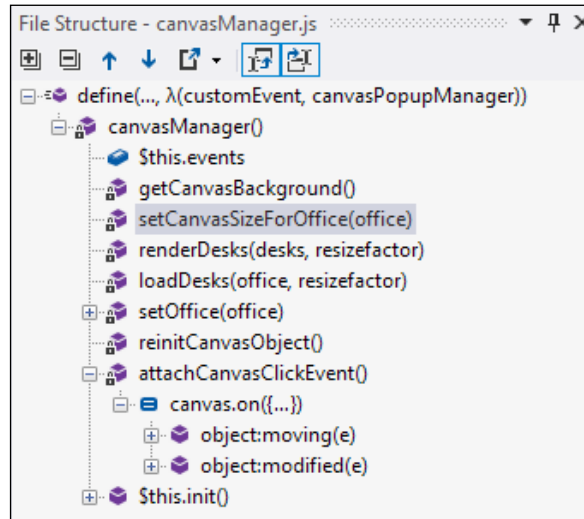 File Structure - canvasManager.js
define(..., λ(customEvent, canvasPopupManager))
canvasManager()
$this.events
getCanvasBackground()
setCanvasSizeForOffice(office)
renderDesks(desks, resizefactor)
loadDesks(office, resizefactor)
setOffice(office)
reinitCanvasObject()
attachCanvasClickEvent()
canvas.on({...})
object:moving(e)
object:modified(e)
$this.init()